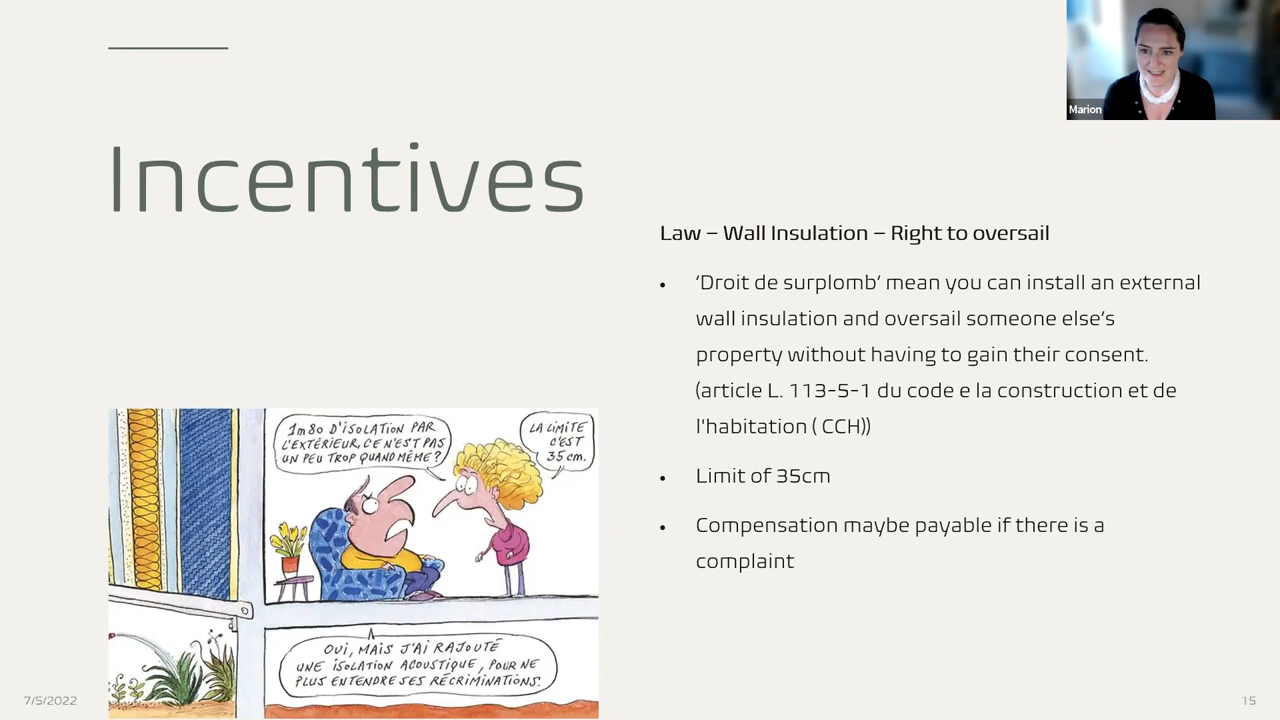 Marion
Incentives
Law – Wall Insulation – Right to oversail
• ‘Droit de surplomb’ mean you can install an external
wall insulation and oversail someone else’s
property without having to gain their consent.
(article L. 113-5-1 du code e la construction et de
l'habitation ( CCH))
• Limit of 35cm
• Compensation maybe payable if there is a
complaint
1m80 D'ISOLATION PAR
L'EXTÉRIEUR, CE N'EST PAS
UN PEU TROP QUAND MÊME ?
LA LIMITE
C'EST
35 cm.
OUI, MAIS J'AI RAJOUTÉ
UNE ISOLATION ACOUSTIQUE, POUR NE
PLUS ENTENDRE SES RÉCRIMINATIONS.
7/5/2022
15